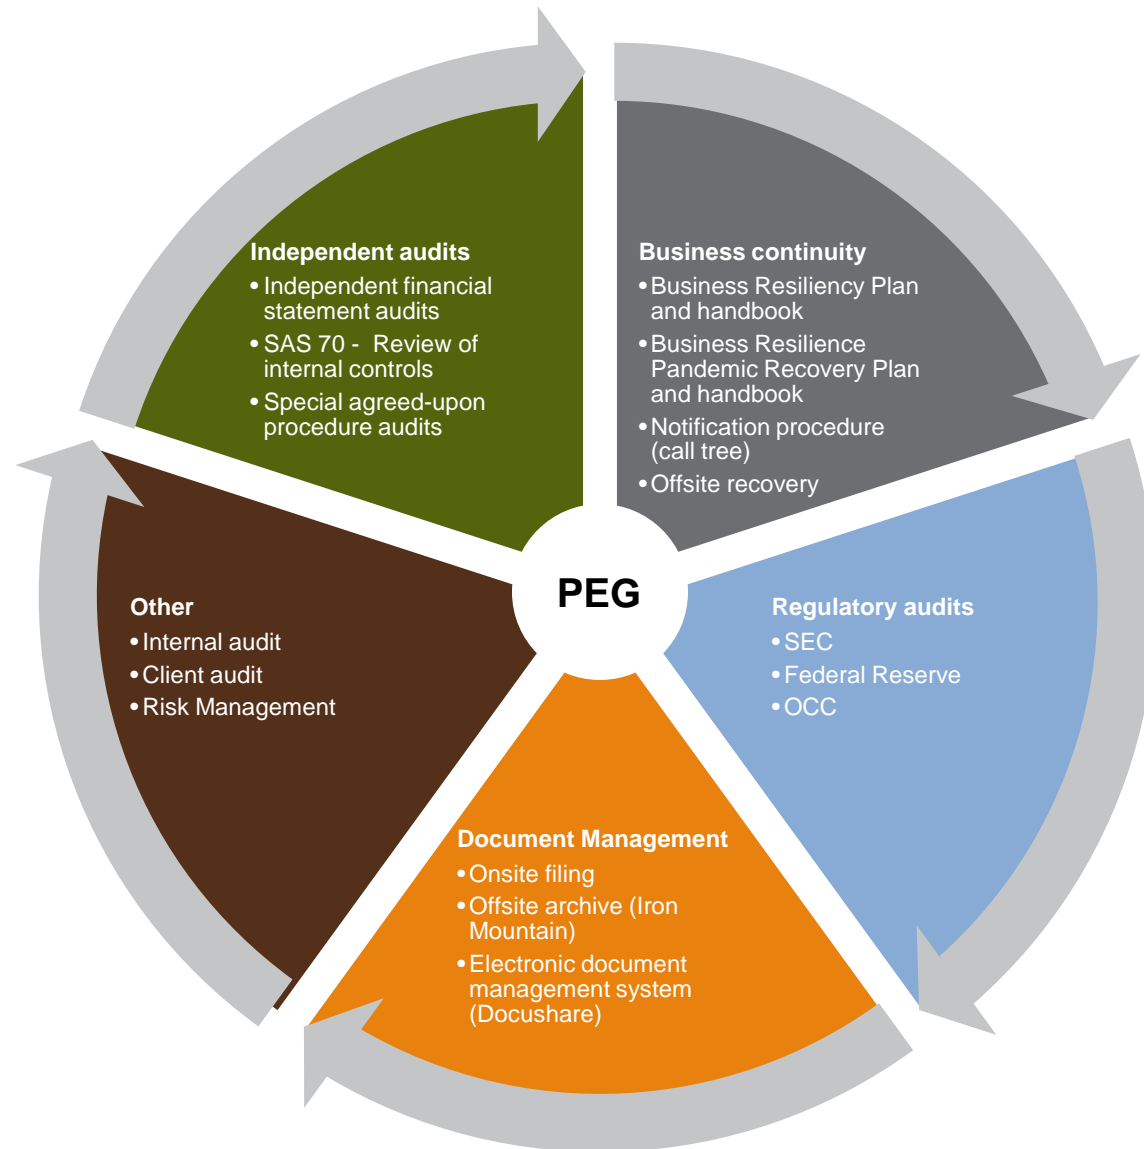 Independent audits
• Independent financial
statement audits
• SAS 70 - Review of
internal controls
• Special agreed-upon
procedure audits
Business continuity
• Business Resiliency Plan
and handbook
• Business Resilience
Pandemic Recovery Plan
and handbook
• Notification procedure
(call tree)
• Offsite recovery
PEG
Other
• Internal audit
• Client audit
• Risk Management
Regulatory audits
• SEC
• Federal Reserve
• OCC
Document Management
• Onsite filing
• Offsite archive (Iron
Mountain)
• Electronic document
management system
(Docushare)